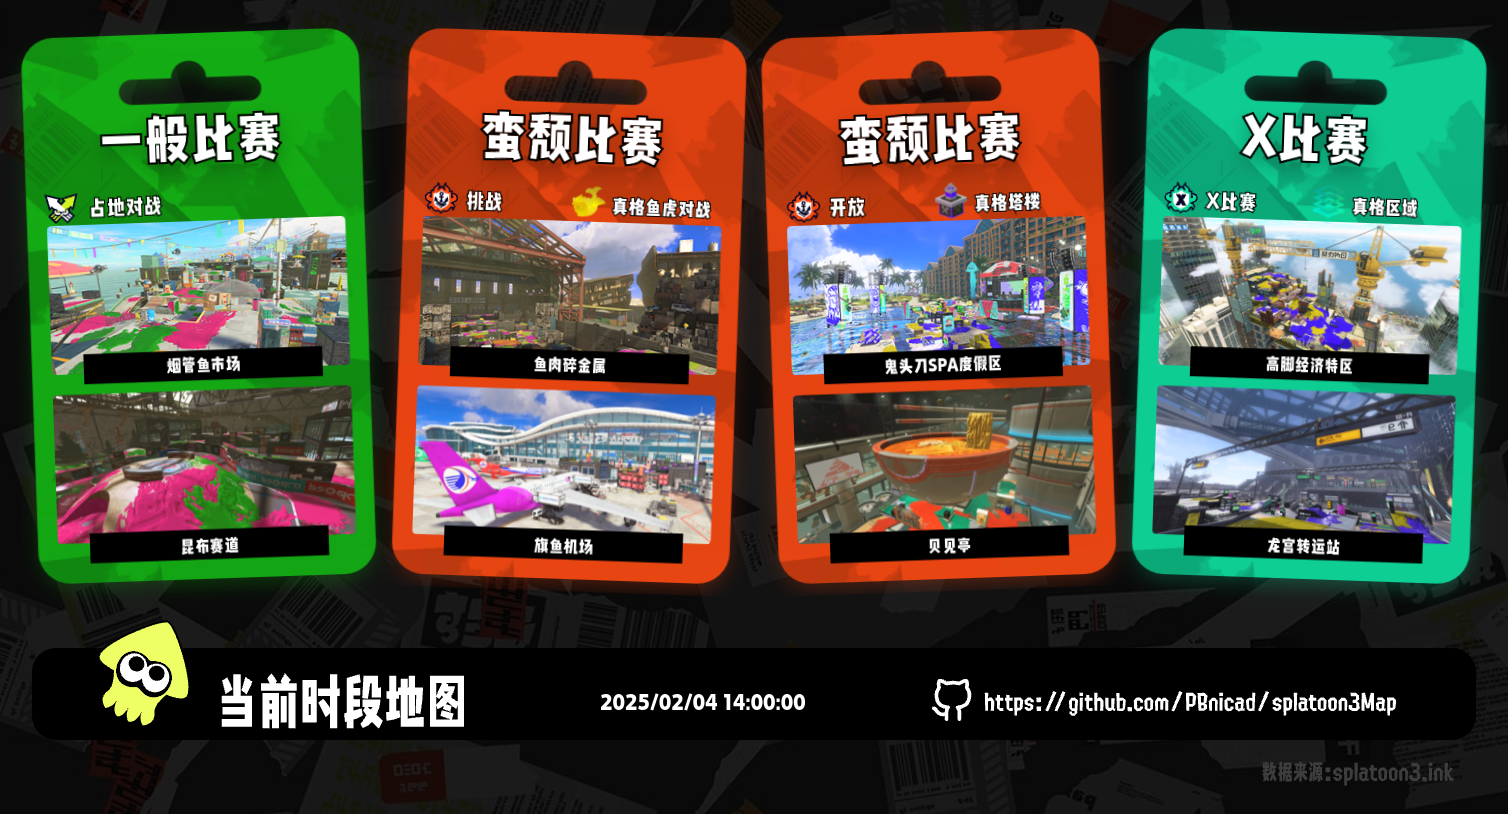 一般比赛
占地对战
烟管鱼市场
昆布赛道
蛮颓比赛
挑战
真格鱼虎对战
鱼肉碎金属
旗鱼机场
蛮颓比赛
开放
真格塔楼
鬼头刀SPA度假区
贝见亭
X比赛
X比赛
真格区域
高脚经济特区
龙宫转运站
当前时段地图
2025/02/04 14:00:00
https://github.com/PBnicad/splatoon3Map
数据来源:splatoon3.ink